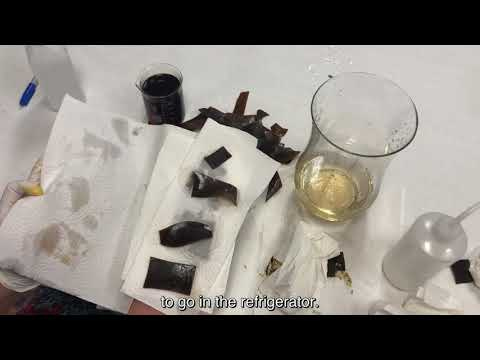 to go in the refrigerator.